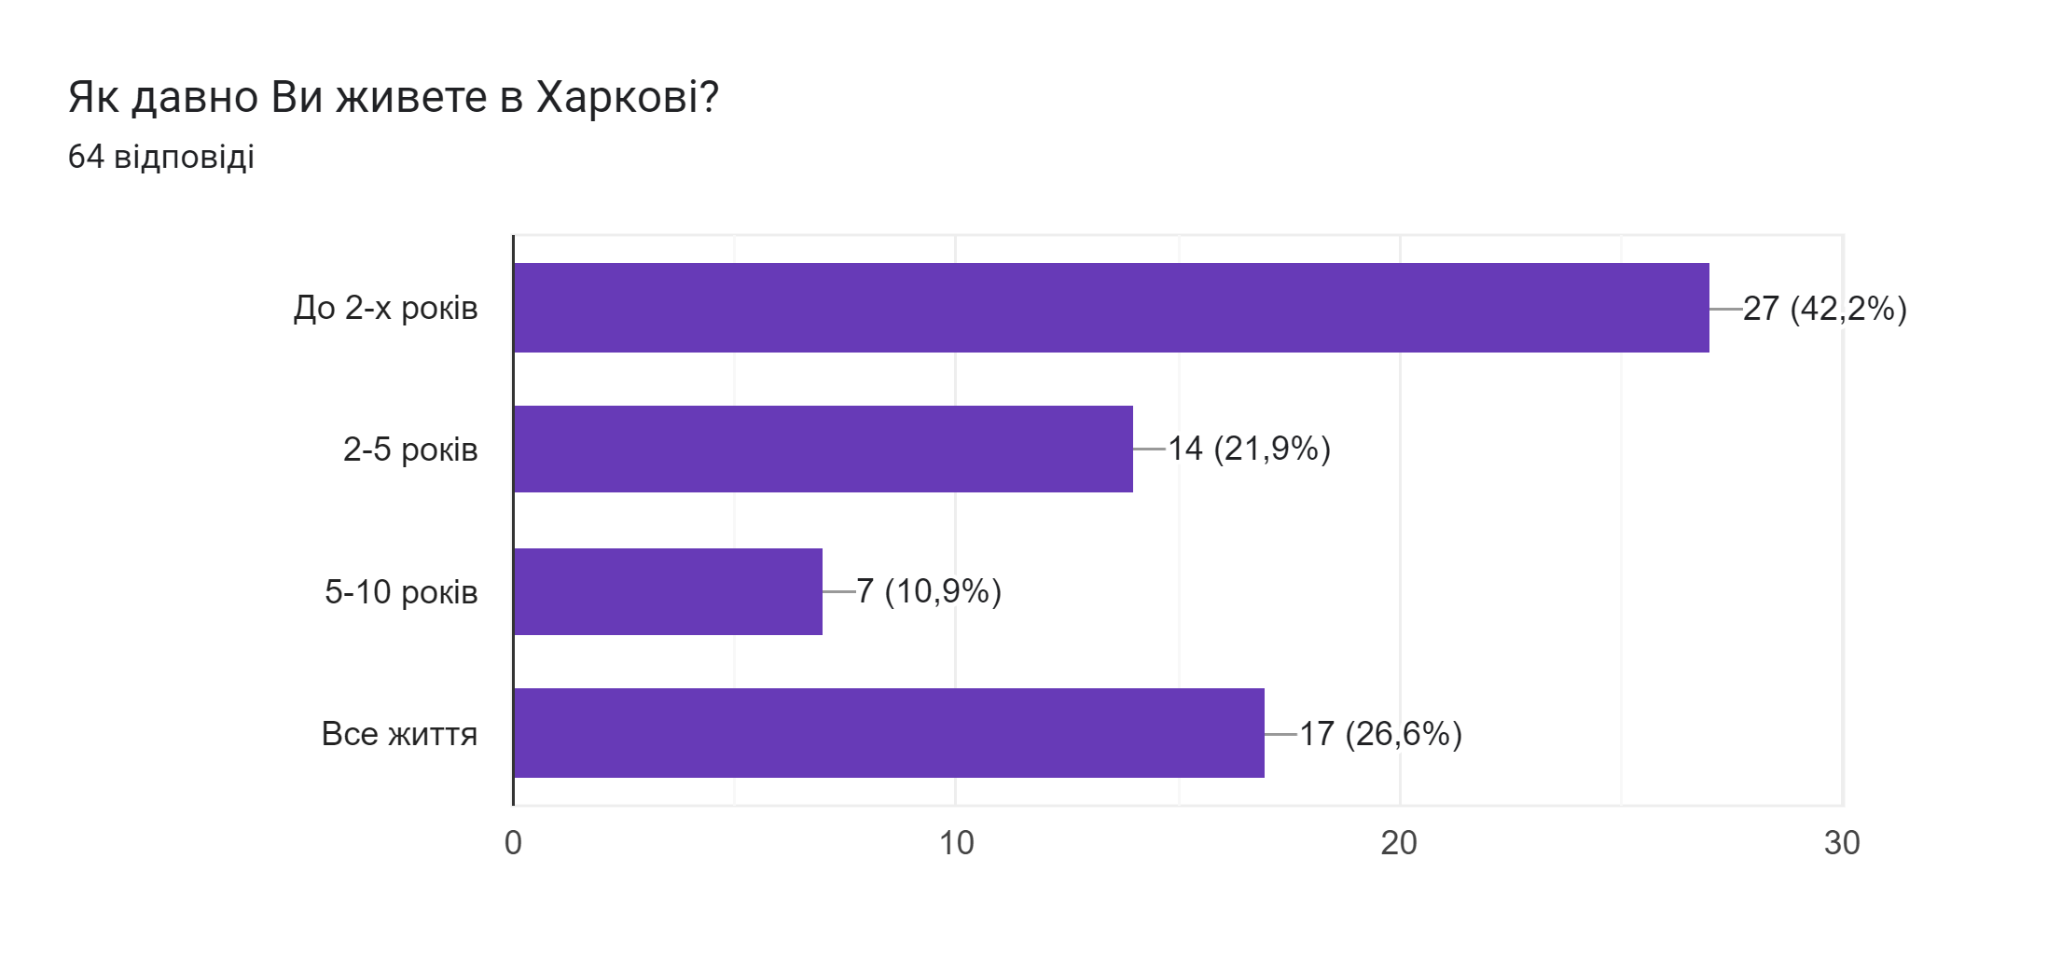 Як давно Ви живете в Харкові?
64 відповіді
До 2-х років 27 (42,2%)
2-5 років 14 (21,9%)
5-10 років 7 (10,9%)
Все життя 17 (26,6%)
0 10 20 30